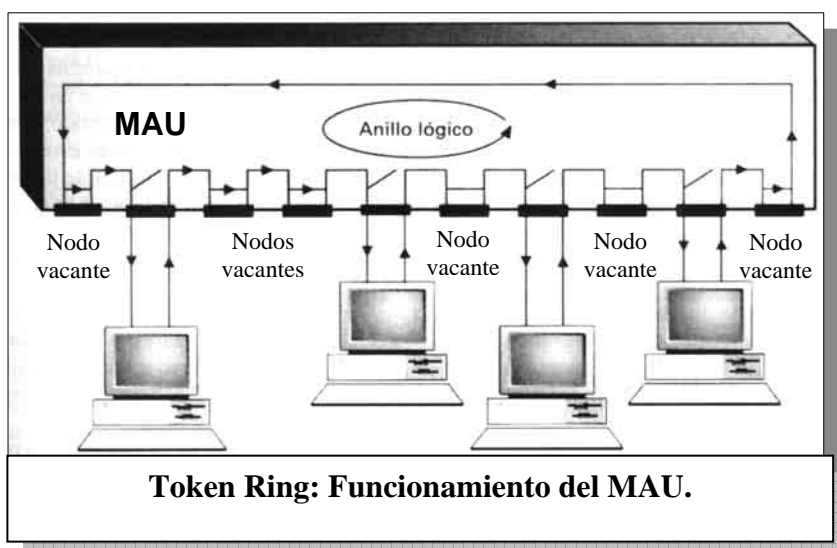 MAU
Anillo lógico
Nodo
vacante
Nodos
vacantes
Nodo
vacante
Nodo
vacante
Nodo
vacante
Token Ring: Funcionamiento del MAU.